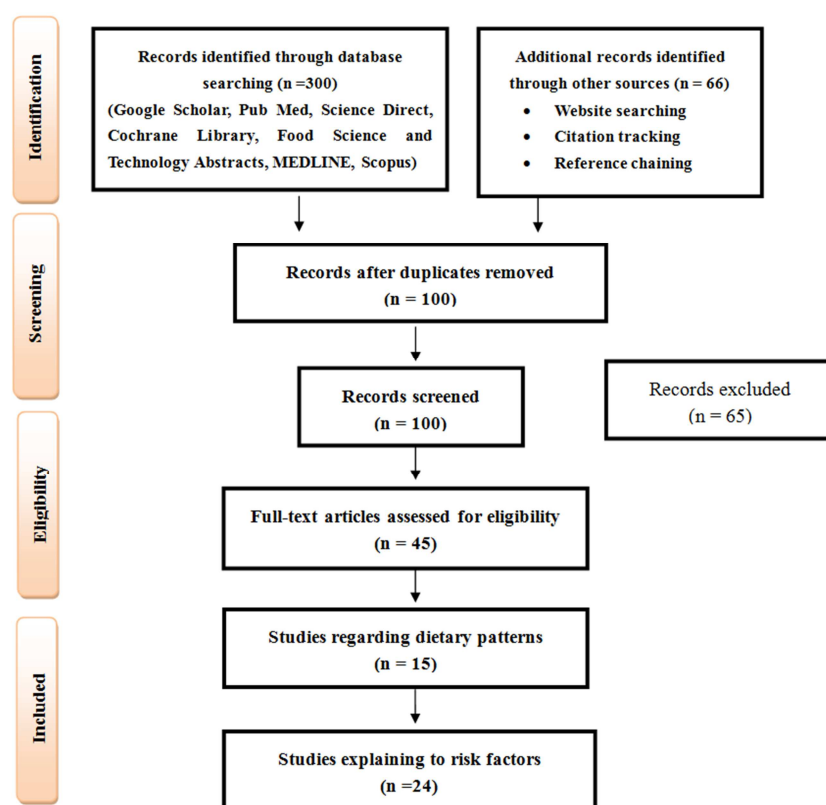 Identification
Records identified through database
searching (n =300)
(Google Scholar, Pub Med, Science Direct,
Cochrane Library, Food Science and
Technology Abstracts, MEDLINE, Scopus)
Additional records identified
through other sources (n = 66)
• Website searching
• Citation tracking
• Reference chaining
Screening
Records after duplicates removed
(n = 100)
Records screened
(n = 100)
Records excluded
(n = 65)
Eligibility
Full-text articles assessed for eligibility
(n = 45)
Included
Studies regarding dietary patterns
(n = 15)
Studies explaining to risk factors
(n =24)